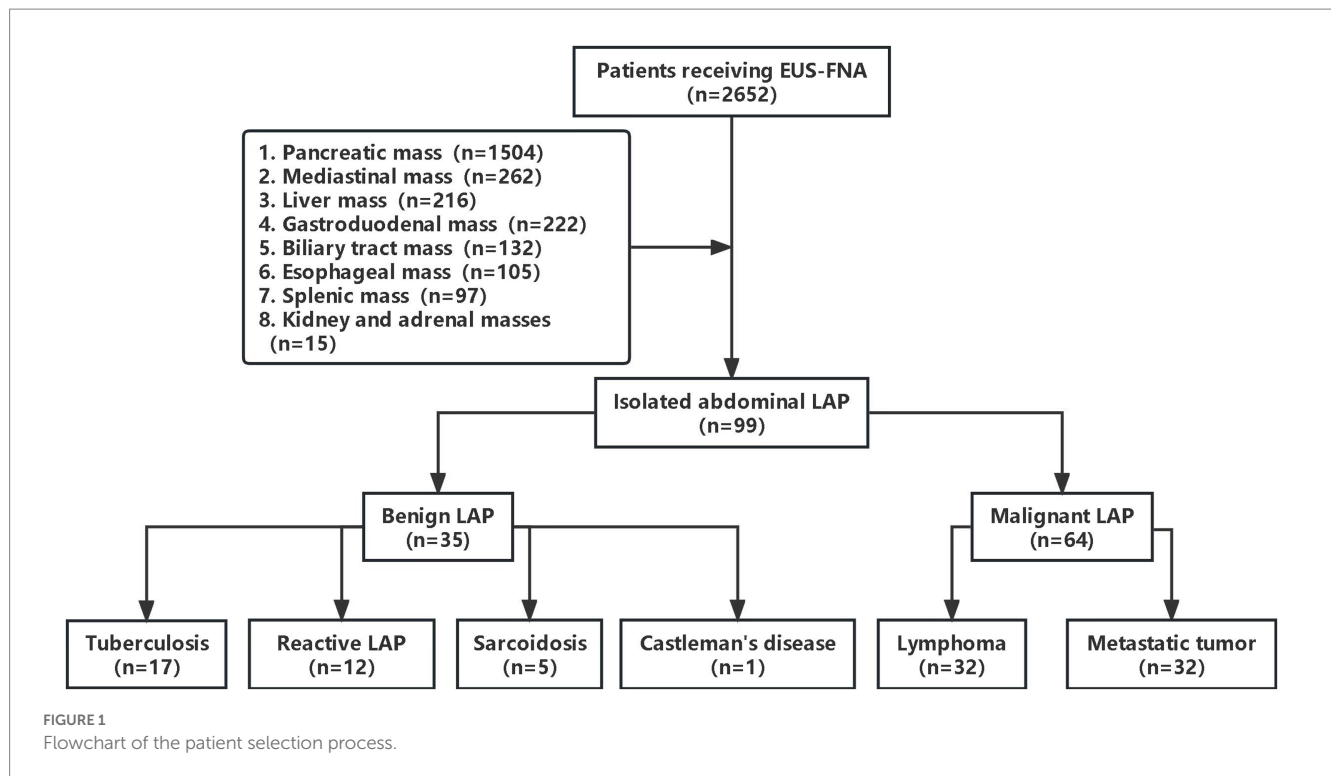 Patients receiving EUS-FNA
(n=2652)
1. Pancreatic mass (n=1504)
2. Mediastinal mass (n=262)
3. Liver mass (n=216)
4. Gastroduodenal mass (n=222)
5. Biliary tract mass (n=132)
6. Esophageal mass (n=105)
7. Splenic mass (n=97)
8. Kidney and adrenal masses
(n=15)
Isolated abdominal LAP
(n=99)
Benign LAP
(n=35)
Malignant LAP
(n=64)
Tuberculosis
(n=17)
Reactive LAP
(n=12)
Sarcoidosis
(n=5)
Castleman's disease
(n=1)
Lymphoma
(n=32)
Metastatic tumor
(n=32)
FIGURE 1
Flowchart of the patient selection process.